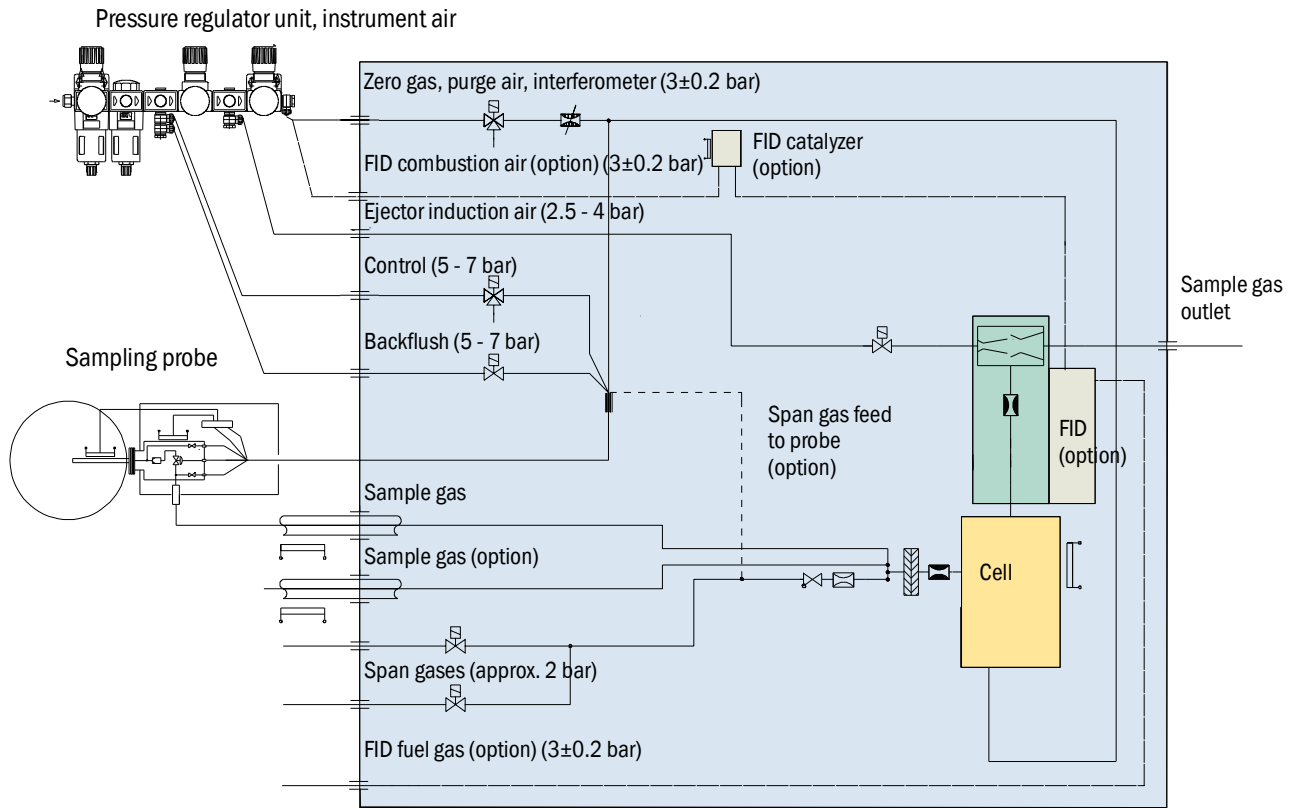 Pressure regulator unit, instrument air
Zero gas, purge air, interferometer (3±0.2 bar)
FID catalyzer
(option)
FID combustion air (option) (3±0.2 bar)
Ejector induction air (2.5 - 4 bar)
Control (5 - 7 bar)
Sample gas
outlet
Backflush (5 - 7 bar)
Sampling probe
Span gas feed
to probe
(option)
FID
(option)
Sample gas
Sample gas (option)
Cell
Span gases (approx. 2 bar)
FID fuel gas (option) (3±0.2 bar)